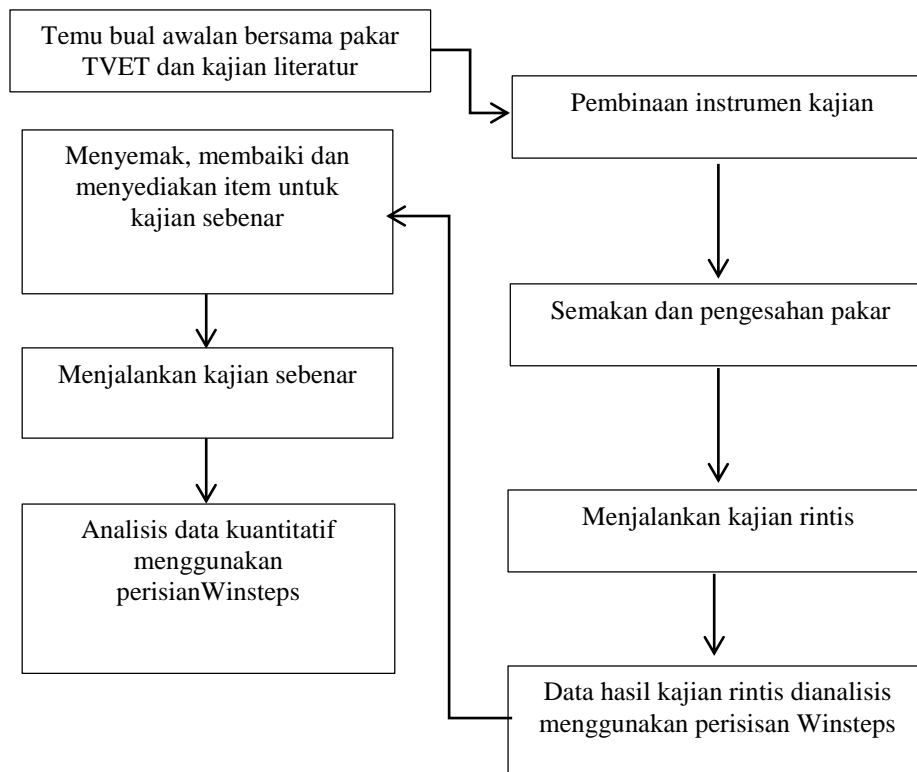 Temu bual awalan bersama pakar
TVET dan kajian literatur
Pembinaan instrumen kajian
Semakan dan pengesahan pakar
Menjalankan kajian rintis
Data hasil kajian rintis dianalisis
menggunakan perisisan Winsteps
Menyemak, membaiki dan
menyediakan item untuk
kajian sebenar
Menjalankan kajian sebenar
Analisis data kuantitatif
menggunakan
perisianWinsteps